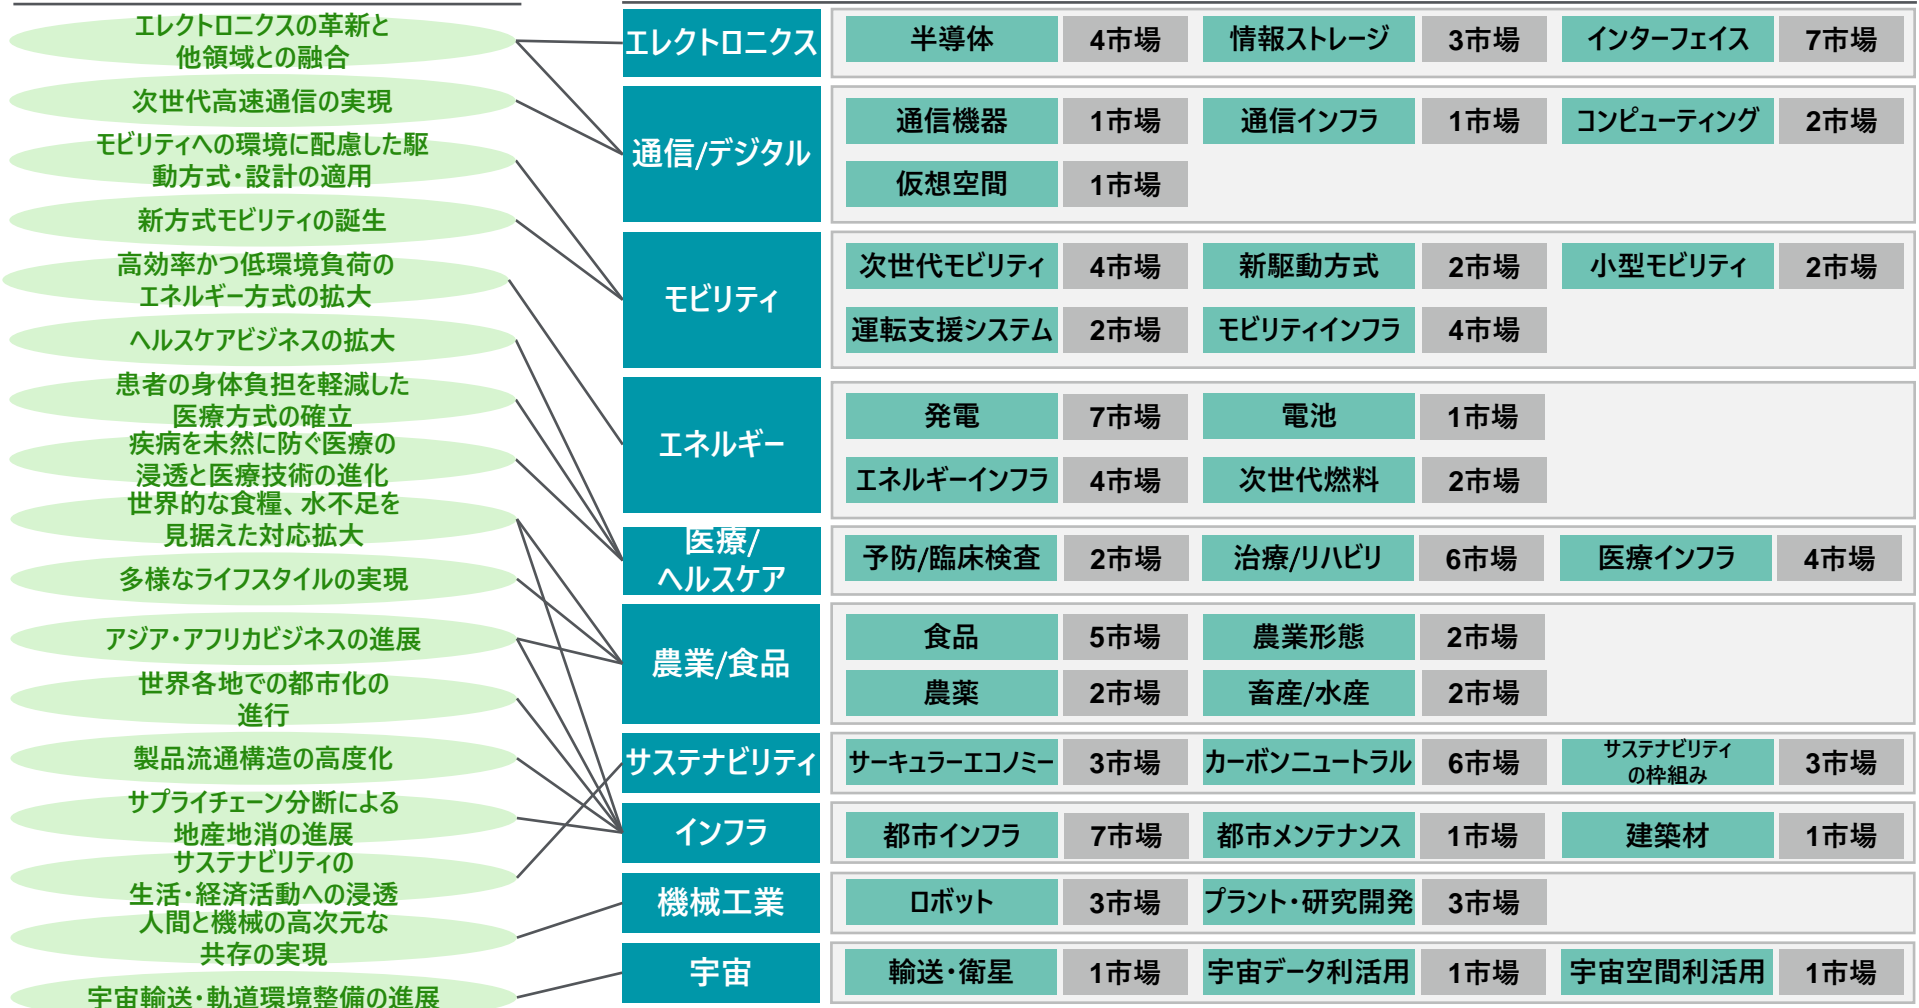 エレクトロニクスの革新と
他領域との融合
次世代高速通信の実現
モビリティへの環境に配慮した駆
動方式・設計の適用
新方式モビリティの誕生
高効率かつ低環境負荷の
エネルギー方式の拡大
ヘルスケアビジネスの拡大
患者の身体負担を軽減した
医療方式の確立
疾病を未然に防ぐ医療の
浸透と医療技術の進化
世界的な食糧、水不足を
見据えた対応拡大
多様なライフスタイルの実現
アジア・アフリカビジネスの進展
世界各地での都市化の
進行
製品流通構造の高度化
サプライチェーン分断による
地産地消の進展
サステナビリティの
生活・経済活動への浸透
人間と機械の高次元な
共存の実現
宇宙輸送・軌道環境整備の進展
エレクトロニクス
半導体 4市場 情報ストレージ 3市場 インターフェイス 7市場
通信/デジタル
通信機器 1市場 通信インフラ 1市場 コンピューティング 2市場
仮想空間 1市場
モビリティ
次世代モビリティ 4市場 新駆動方式 2市場 小型モビリティ 2市場
運転支援システム 2市場 モビリティインフラ 4市場
エネルギー
発電 7市場 電池 1市場
エネルギーインフラ 4市場 次世代燃料 2市場
医療/
ヘルスケア
予防/臨床検査 2市場 治療/リハビリ 6市場 医療インフラ 4市場
農業/食品
食品 5市場 農業形態 2市場
農薬 2市場 畜産/水産 2市場
サステナビリティ
サーキュラーエコノミー 3市場 カーボンニュートラル 6市場 サステナビリティ
の枠組み 3市場
インフラ
都市インフラ 7市場 都市メンテナンス 1市場 建築材 1市場
機械工業
ロボット 3市場 プラント・研究開発 3市場
宇宙
輸送・衛星 1市場 宇宙データ利活用 1市場 宇宙空間利活用 1市場